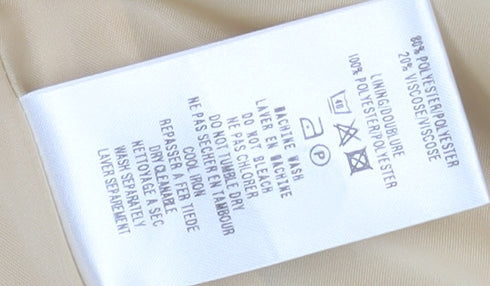 80% POLYESTER/POLYESTER
20% VISCOSE/VISCOSE
LINING/DOUBLURE
100% POLYESTER/POLYESTER
40
P
MACHINE WASH
LAVER EN MACHINE
DO NOT BLEACH
NE PAS CHLORER
DO NOT TUMBLE DRY
NE PAS SÉCHER EN TAMBOUR
COOL IRON
REPASSER A FER TIEDE
DRY CLEANABLE
NETTOYAGE A SEC
WASH SEPARATELY
LAVER SEPAREMENT